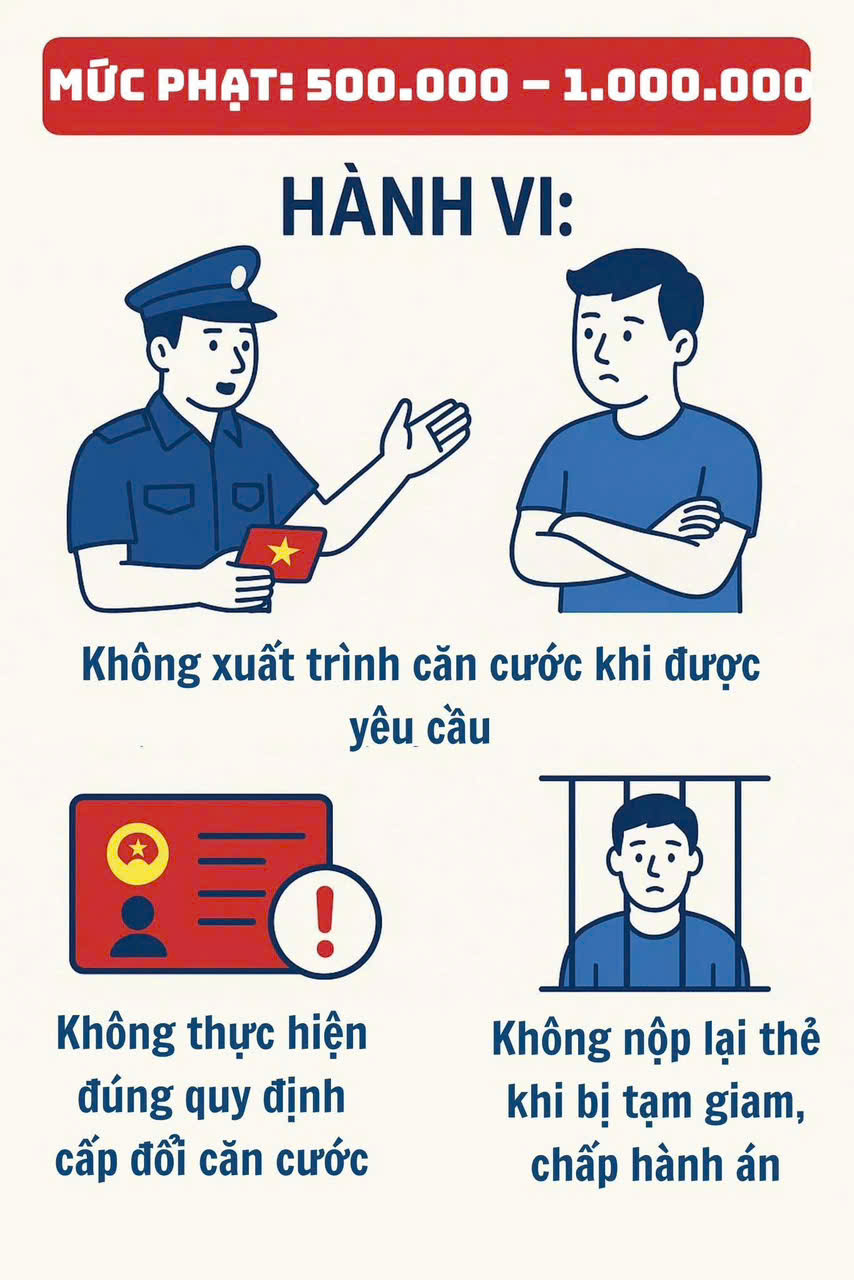 MỨC PHẠT: 500.000 – 1.000.000
HÀNH VI:
Không xuất trình căn cước khi được
yêu cầu
Không thực hiện
đúng quy định
cấp đổi căn cước
Không nộp lại thẻ
khi bị tạm giam,
chấp hành án